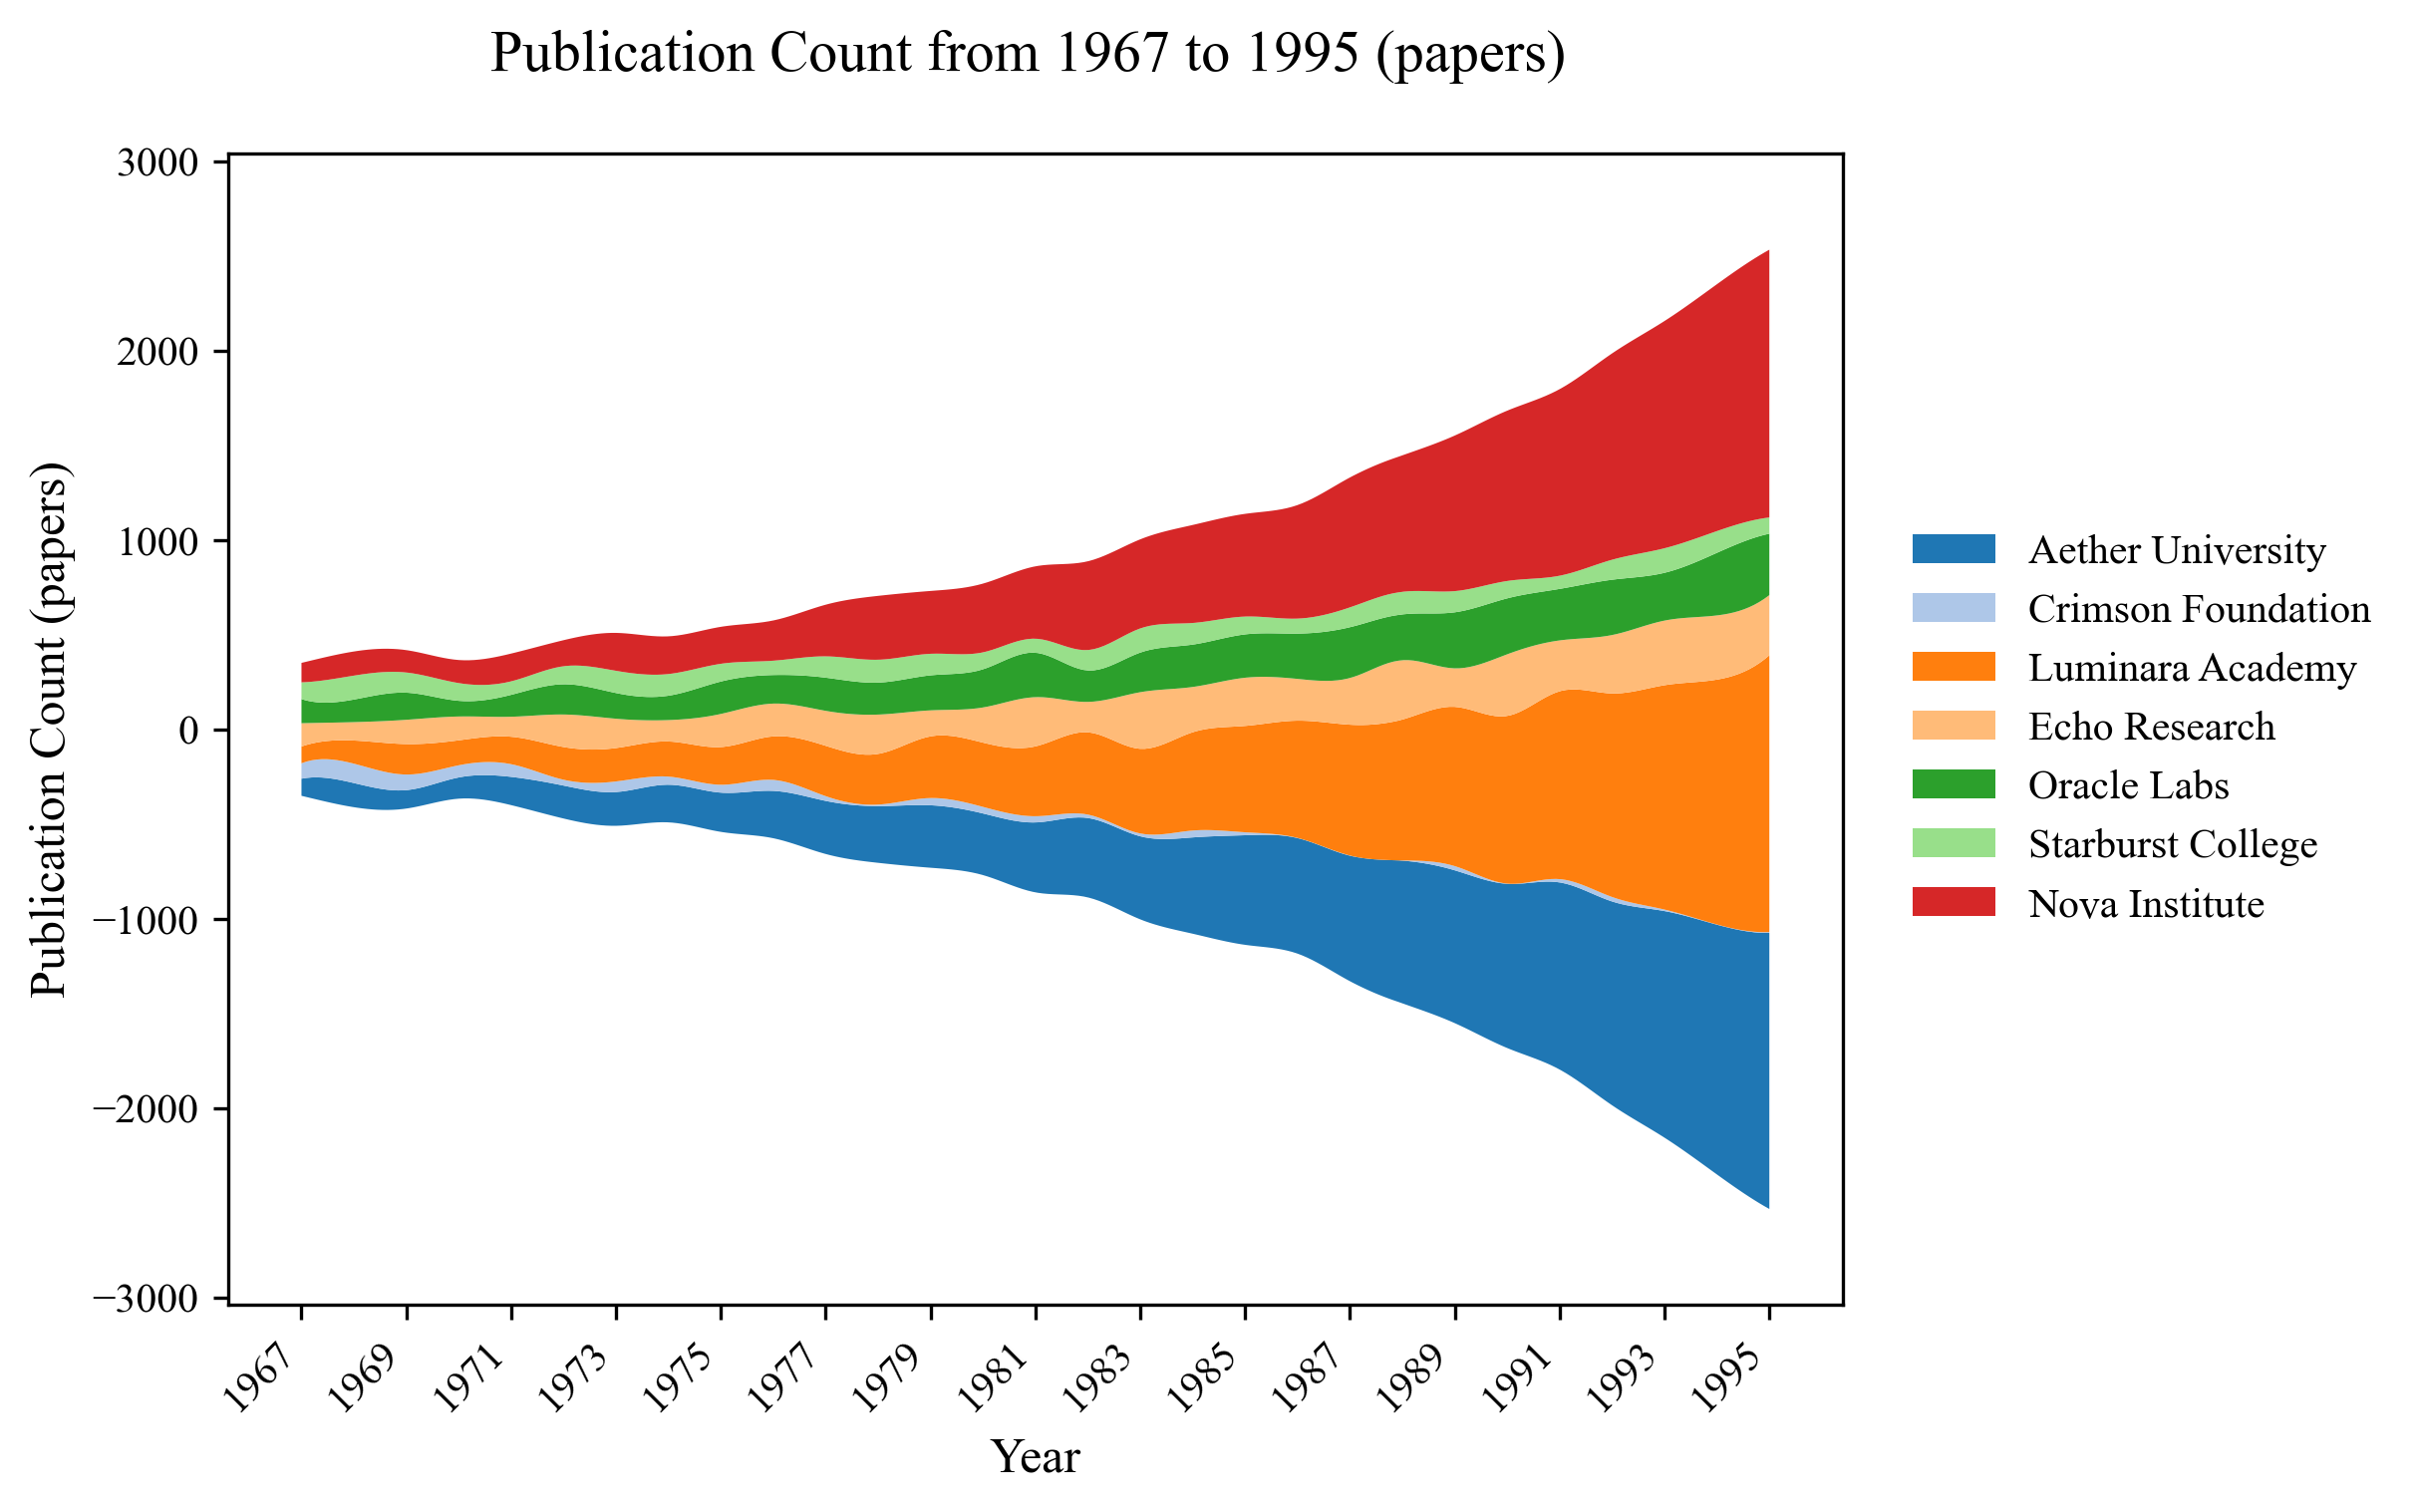 Publication Count from 1967 to 1995 (papers)
Publication Count (papers)
3000
2000
1000
0
−1000
−2000
−3000
1967
1969
1971
1973
1975
1977
1979
1981
1983
1985
1987
1989
1991
1993
1995
Year
Aether University
Crimson Foundation
Luminara Academy
Echo Research
Oracle Labs
Starburst College
Nova Institute